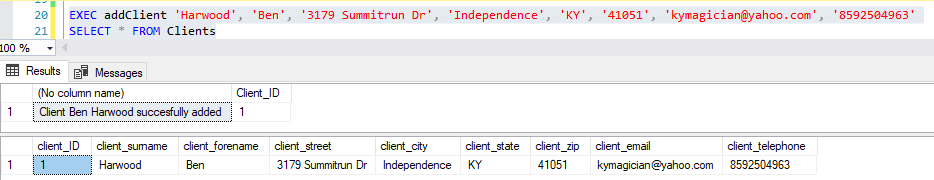 20 EXEC addClient 'Harwood', 'Ben', '3179 Summitrun Dr', 'Independence', 'KY', '41051', 'kymagician@yahoo.com', '8592504963'
21 SELECT * FROM Clients
100 %
Results Messages
(No column name) Client_ID
1 Client Ben Harwood succesfully added 1
client_ID client_surname client_forename client_street client_city client_state client_zip client_email client_telephone
1 1 Harwood Ben 3179 Summitrun Dr Independence KY 41051 kymagician@yahoo.com 8592504963